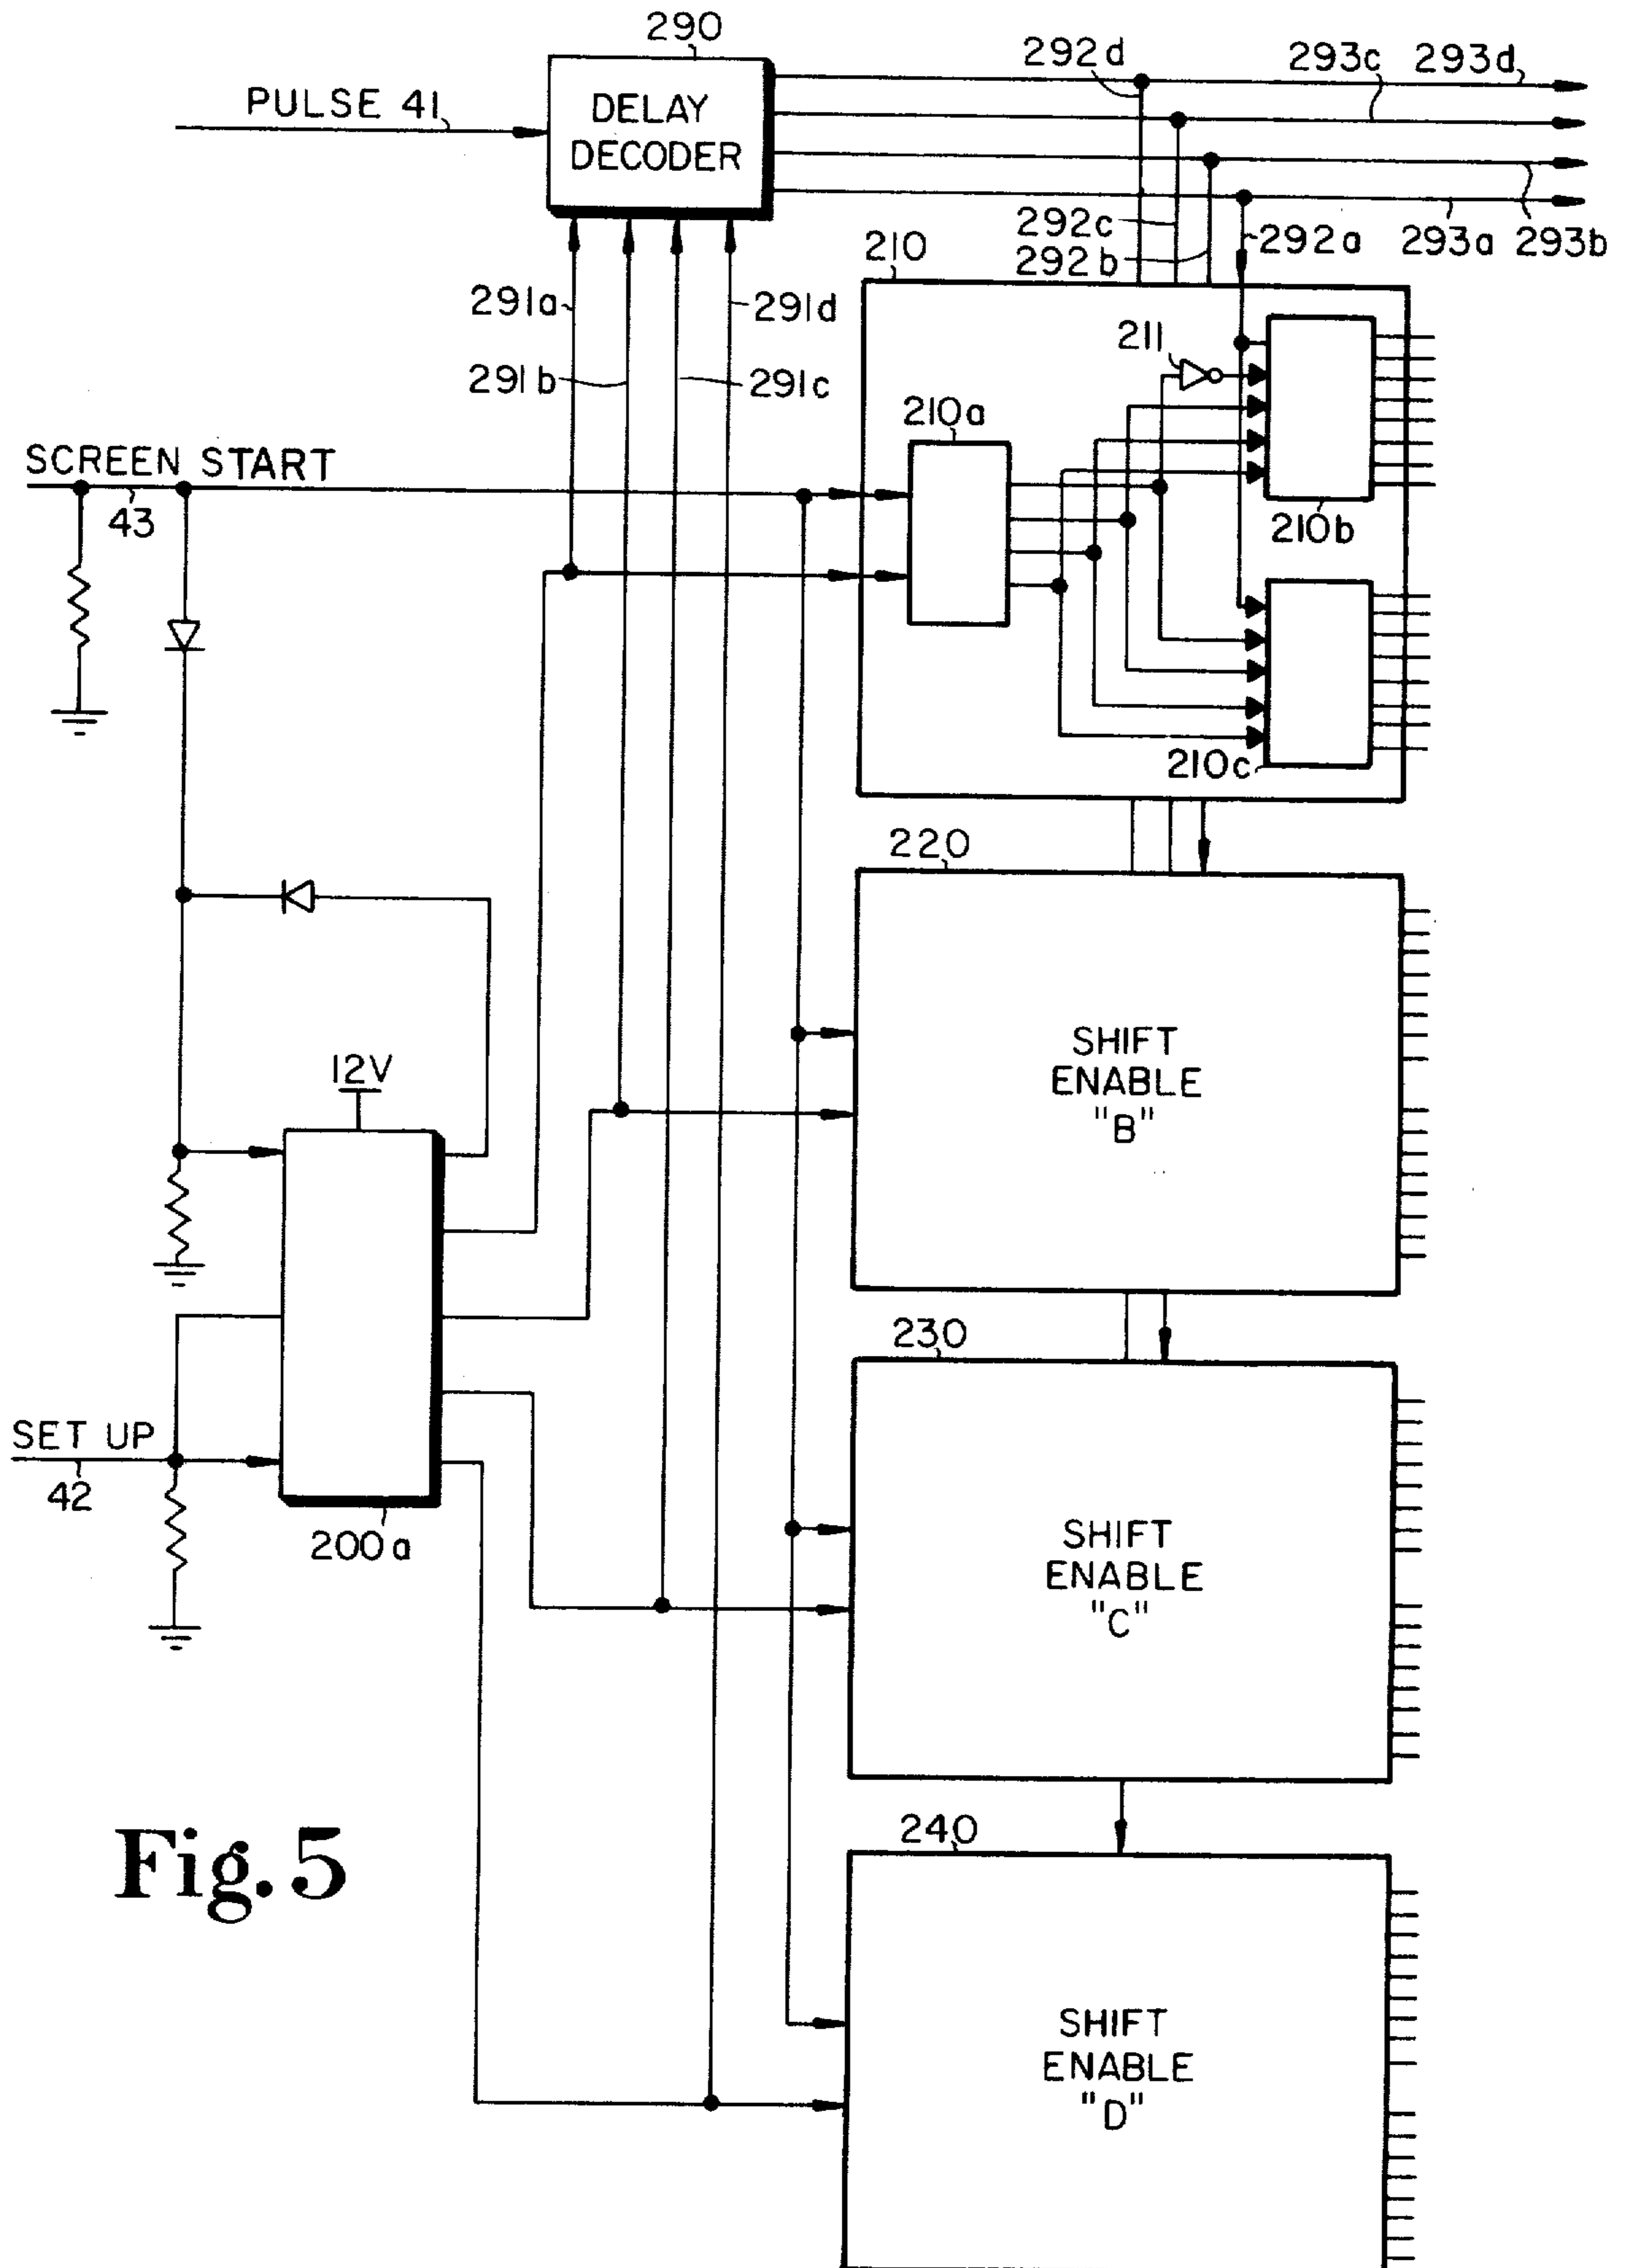 290
292d
293c
293d
PULSE 41
DELAY
DECODER
292c
292b
292a
293a
293b
210
291a
291d
211
291b
291c
210a
SCREEN START
43
210b
210c
220
12V
SHIFT
ENABLE
"B"
230
SET UP
42
200a
SHIFT
ENABLE
"C"
240
Fig. 5
SHIFT
ENABLE
"D"